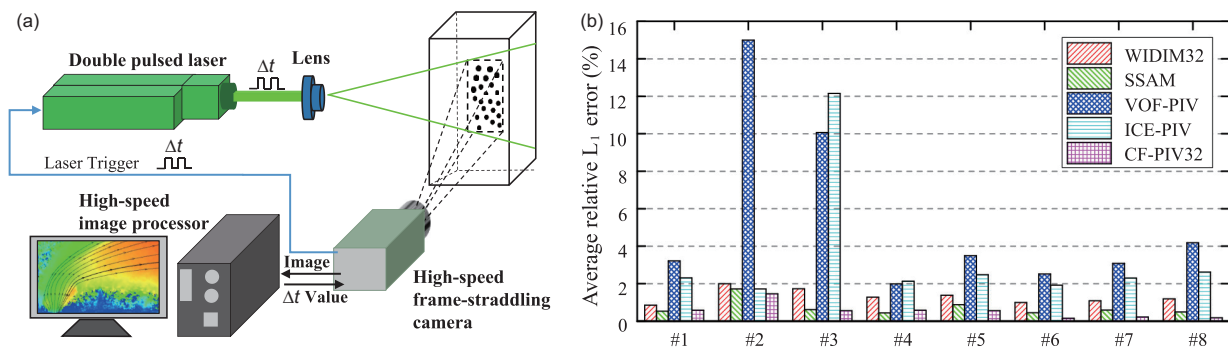 (a)
Double pulsed laser
Δt
Lens
Laser Trigger
Δt
High-speed
image processor
Image
Δt Value
High-speed
frame-straddling
camera
(b)
Average relative L₁ error (%)
16
14
12
10
8
6
4
2
0
WIDIM32
SSAM
VOF-PIV
ICE-PIV
CF-PIV32
#1 #2 #3 #4 #5 #6 #7 #8